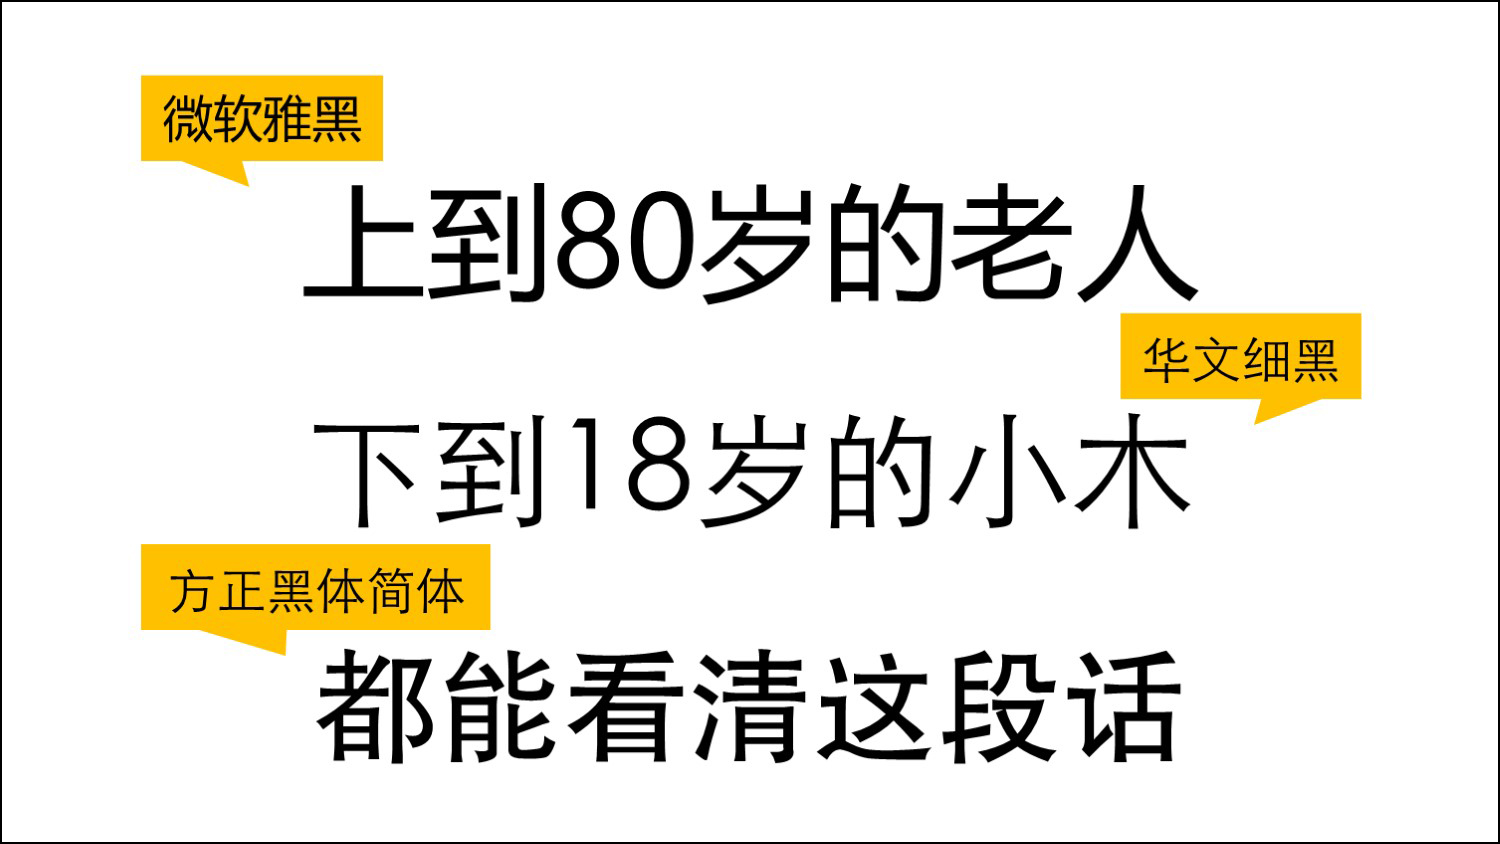 微软雅黑
上到80岁的老人
华文细黑
下到18岁的小木
方正黑体简体
都能看清这段话